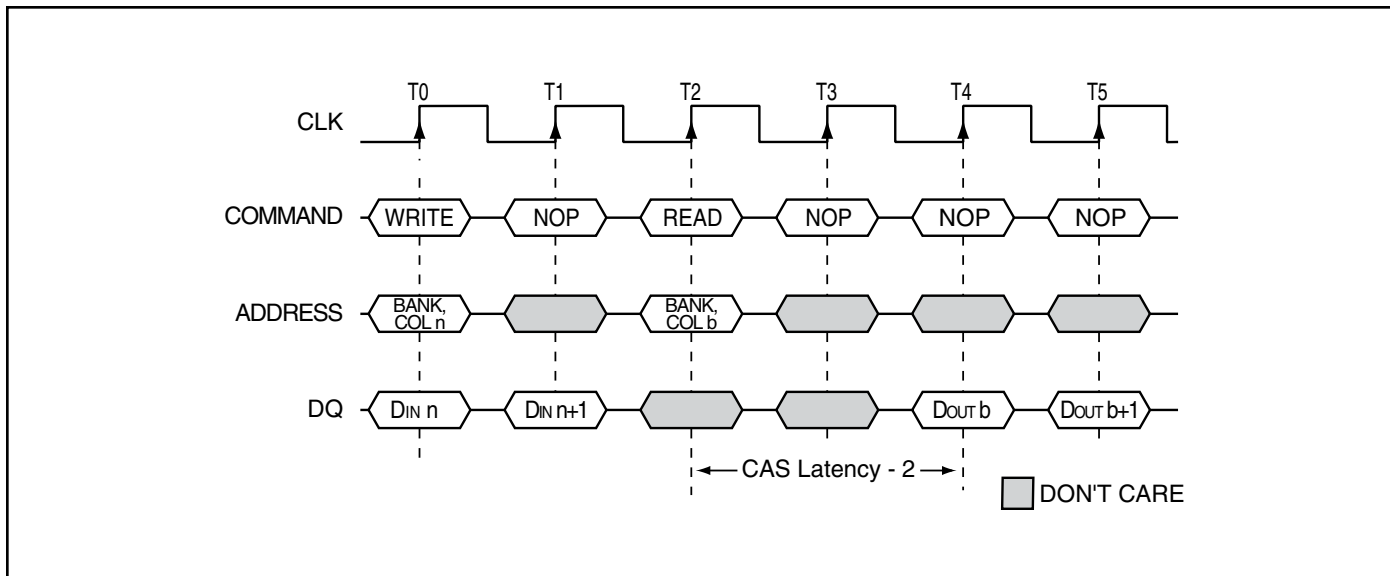 T0 T1 T2 T3 T4 T5
CLK
COMMAND WRITE NOP READ NOP NOP NOP
ADDRESS BANK, COL n BANK, COL b
DQ DIN n DIN n+1 DOUT b DOUT b+1
CAS Latency - 2
DON'T CARE